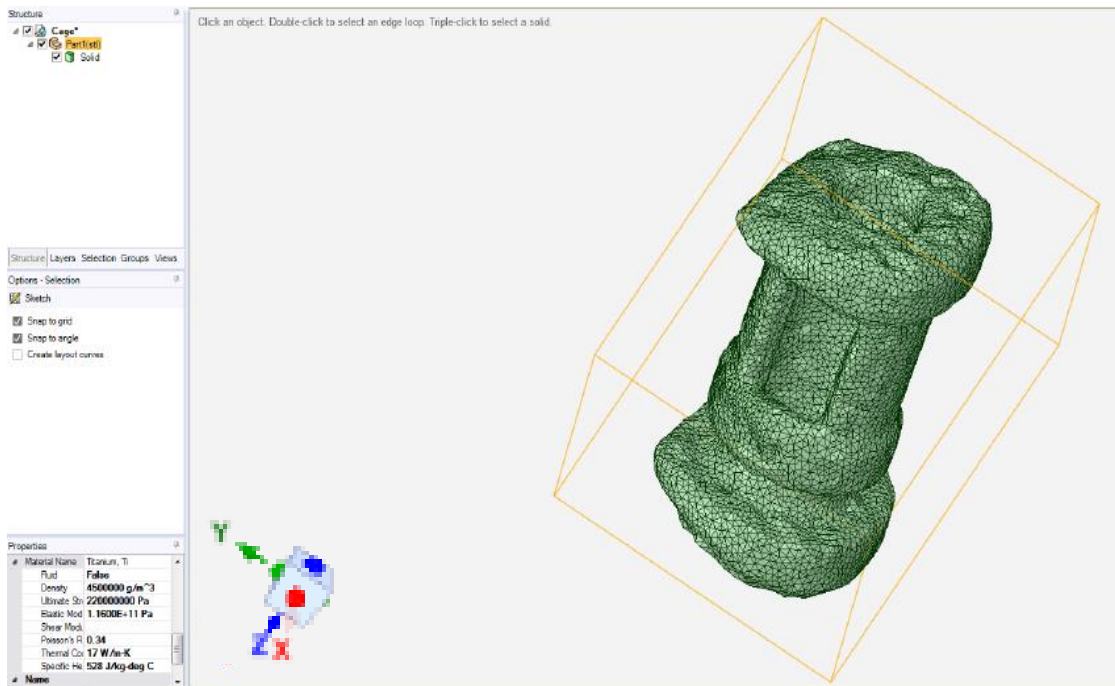 Structure
Cage*
Part1(stl)
Solid
Click an object. Double-click to select an edge loop. Triple-click to select a solid.
Structure Layers Selection Groups Views
Options - Selection
Sketch
Snap to grid
Snap to angle
Create layout curves
Properties
Material Name Titanium, Ti
Fluid False
Density 4500000 g/m^3
Ultimate Stre 220000000 Pa
Elastic Mod 1.1600E+11 Pa
Shear Modu
Poisson's R 0.34
Thermal Cor 17 W/m-K
Specific He 528 J/kg-deg C
Name
Y
Z X